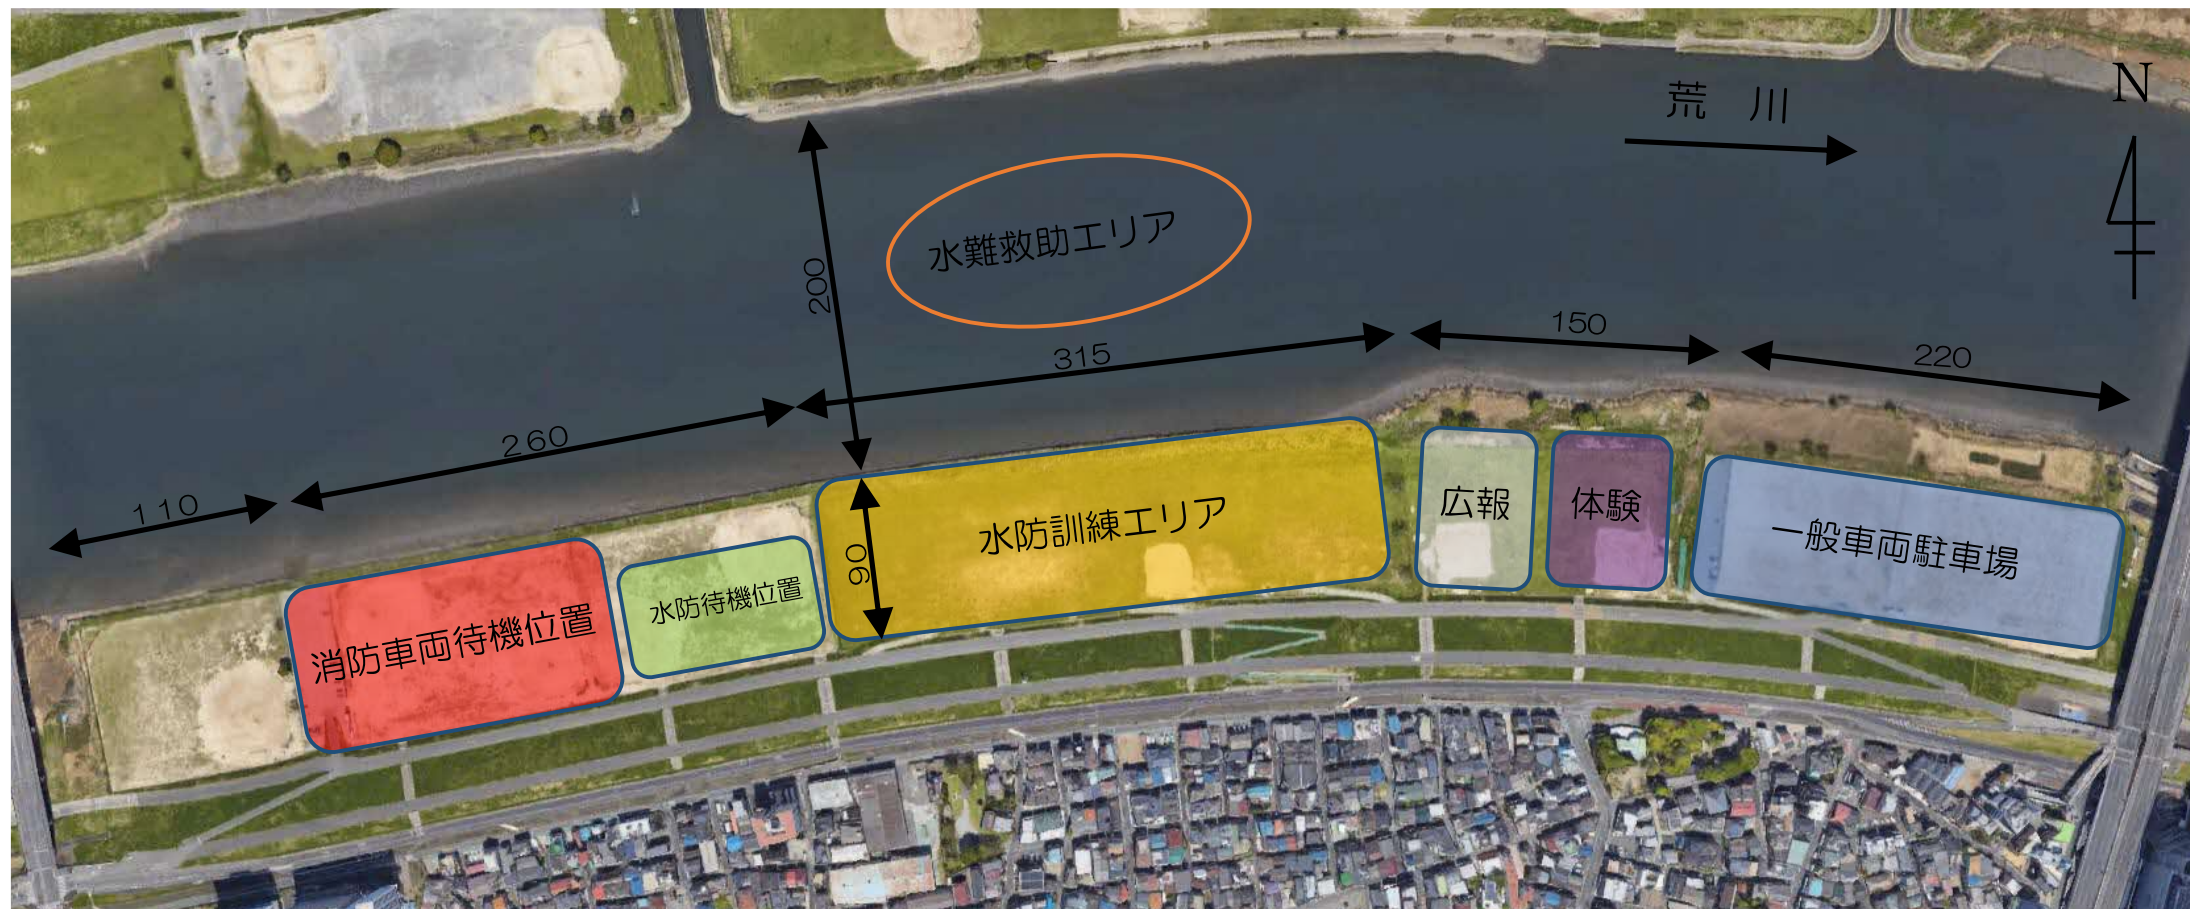 N
荒川
水難救助エリア
200
150
315
220
260
110
広報
体験
水防訓練エリア
90
一般車両駐車場
水防待機位置
消防車両待機位置